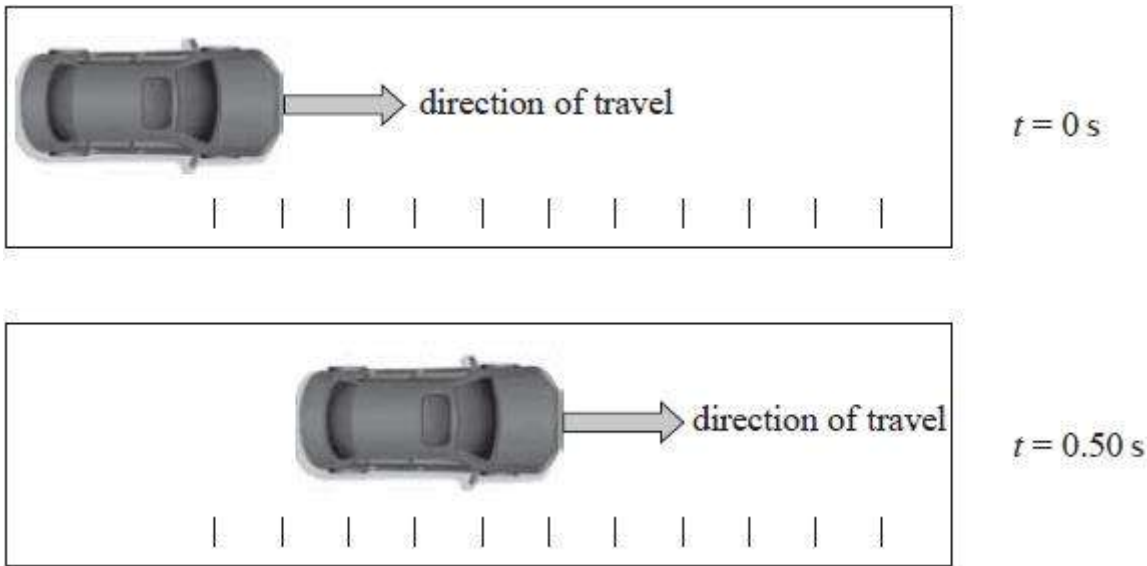 direction of travel
t = 0 s
direction of travel
t = 0.50 s